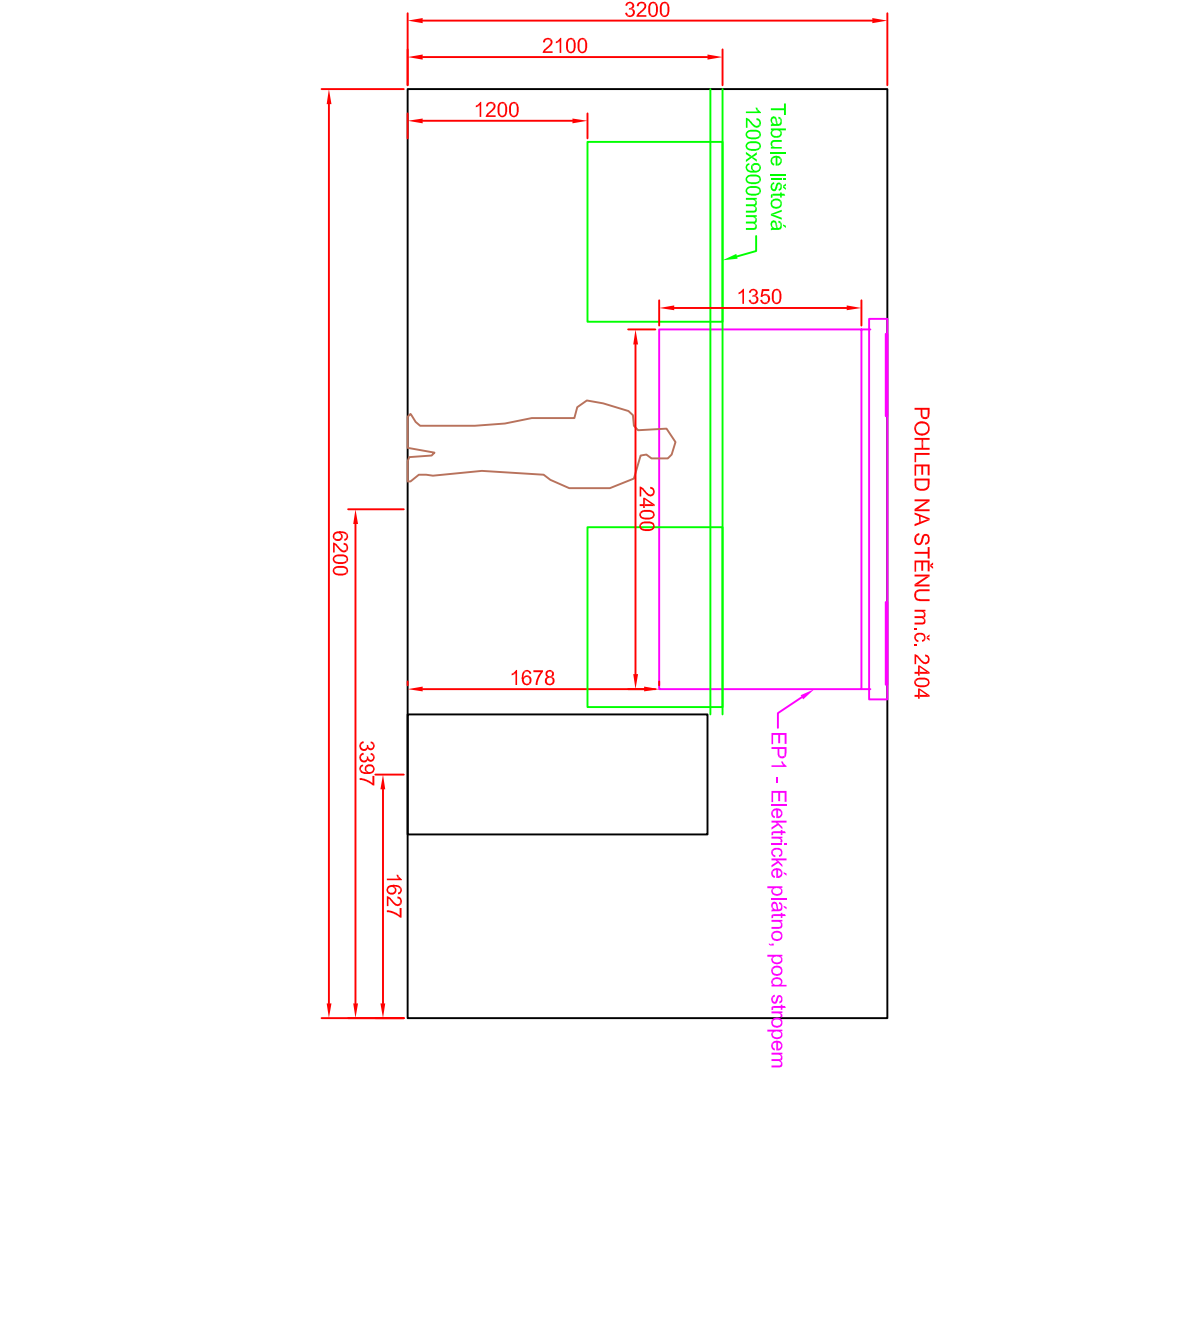 POHLED NA STĚNU m.č. 2404
Tabule lištová
1200x900mm
EP1 - Elektrické plátno, pod stropem
3200
2100
1200
1350
2400
1678
6200
3397
1627